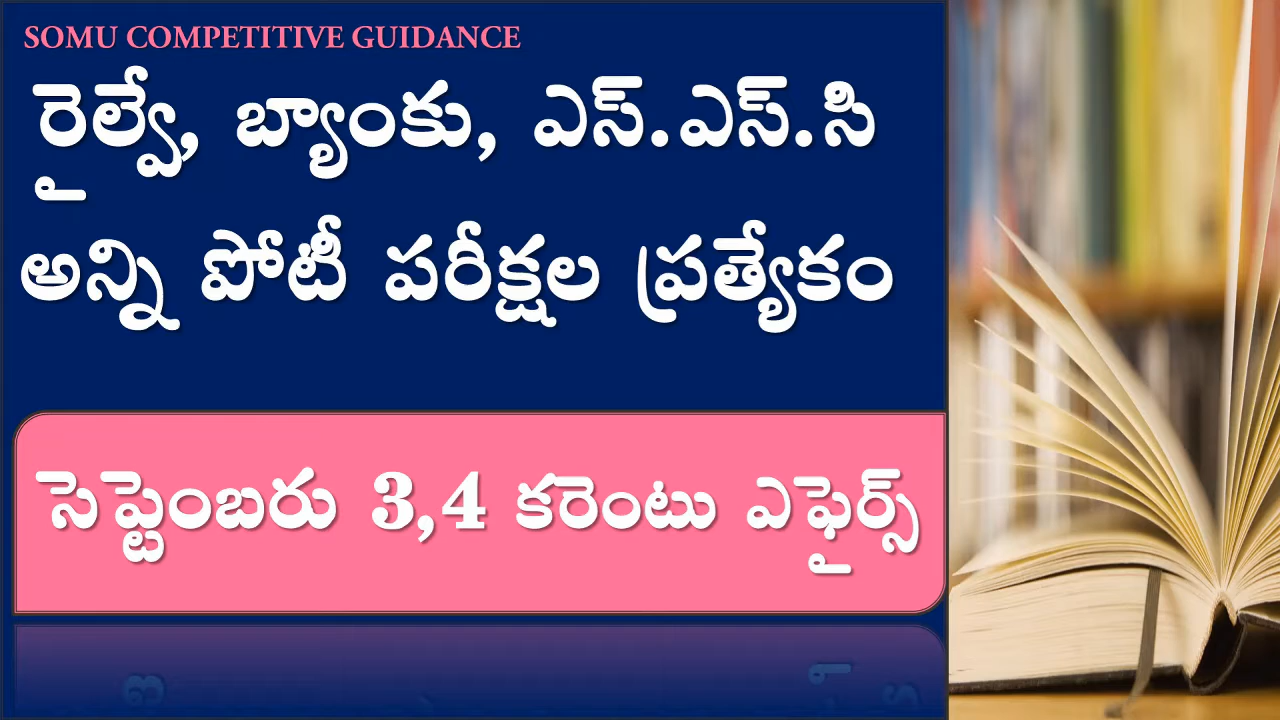 SOMU COMPETITIVE GUIDANCE
రైల్వే, బ్యాంకు, ఎస్.ఎస్.సి
అన్ని పోటీ పరీక్షల ప్రత్యేకం
సెప్టెంబరు 3,4 కరెంటు ఎఫైర్స్